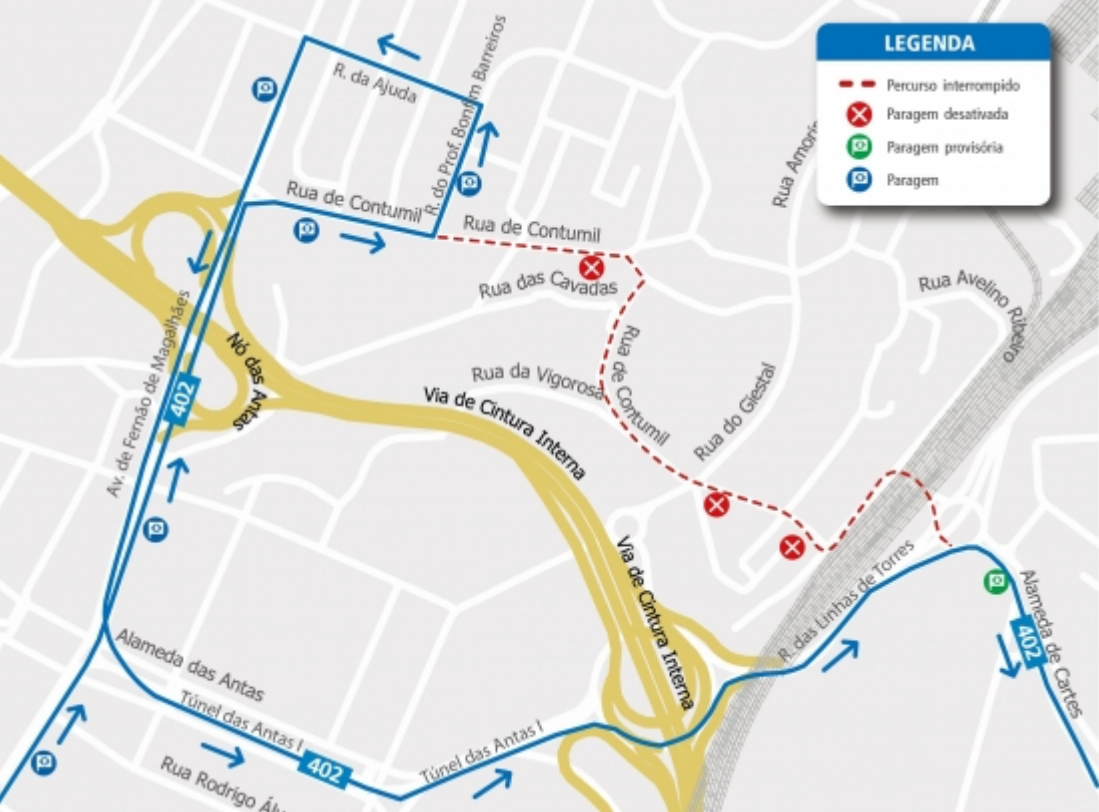 LEGENDA
Percurso interrompido
Paragem desativada
Paragem provisória
Paragem
R. da Ajuda
R. do Prof. Bonfim Barreiros
Rua de Contumil
Rua de Contumil
Rua das Cavadas
Rua de Contumil
Rua da Vigorosa
Rua do Giestal
Rua Avelino Ribeiro
Nó das Antas
Via de Cintura Interna
Via de Cintura Interna
Av. de Fernão de Magalhães
402
R. das Linhas de Torres
Alameda de Cartes
402
Alameda das Antas
Túnel das Antas I
402
Túnel das Antas I
Rua Rodrigo